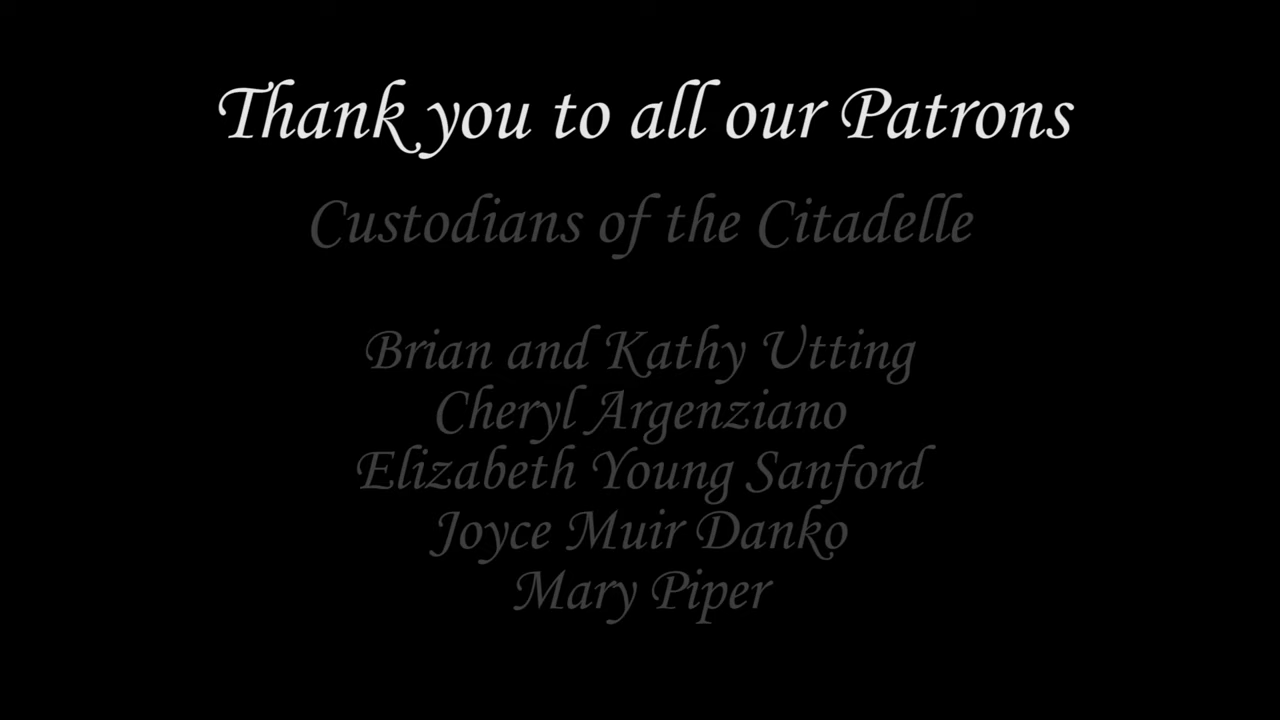 Thank you to all our Patrons
Custodians of the Citadelle
Brian and Kathy Utting
Cheryl Argenziano
Elizabeth Young Sanford
Joyce Muir Danko
Mary Piper